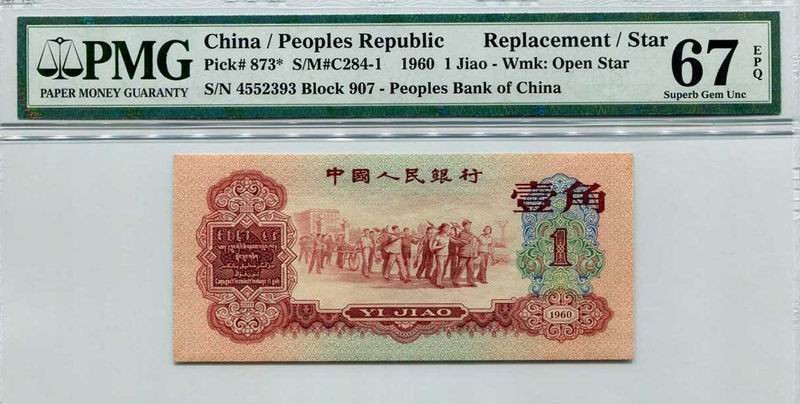 PMG
PAPER MONEY GUARANTY
China / Peoples Republic Replacement / Star
Pick# 873* S/M#C284-1 1960 1 Jiao - Wmk: Open Star
S/N 4552393 Block 907 - Peoples Bank of China
67
EPQ
Superb Gem Unc
中國人民銀行
壹角
1
YI JIAO
1960